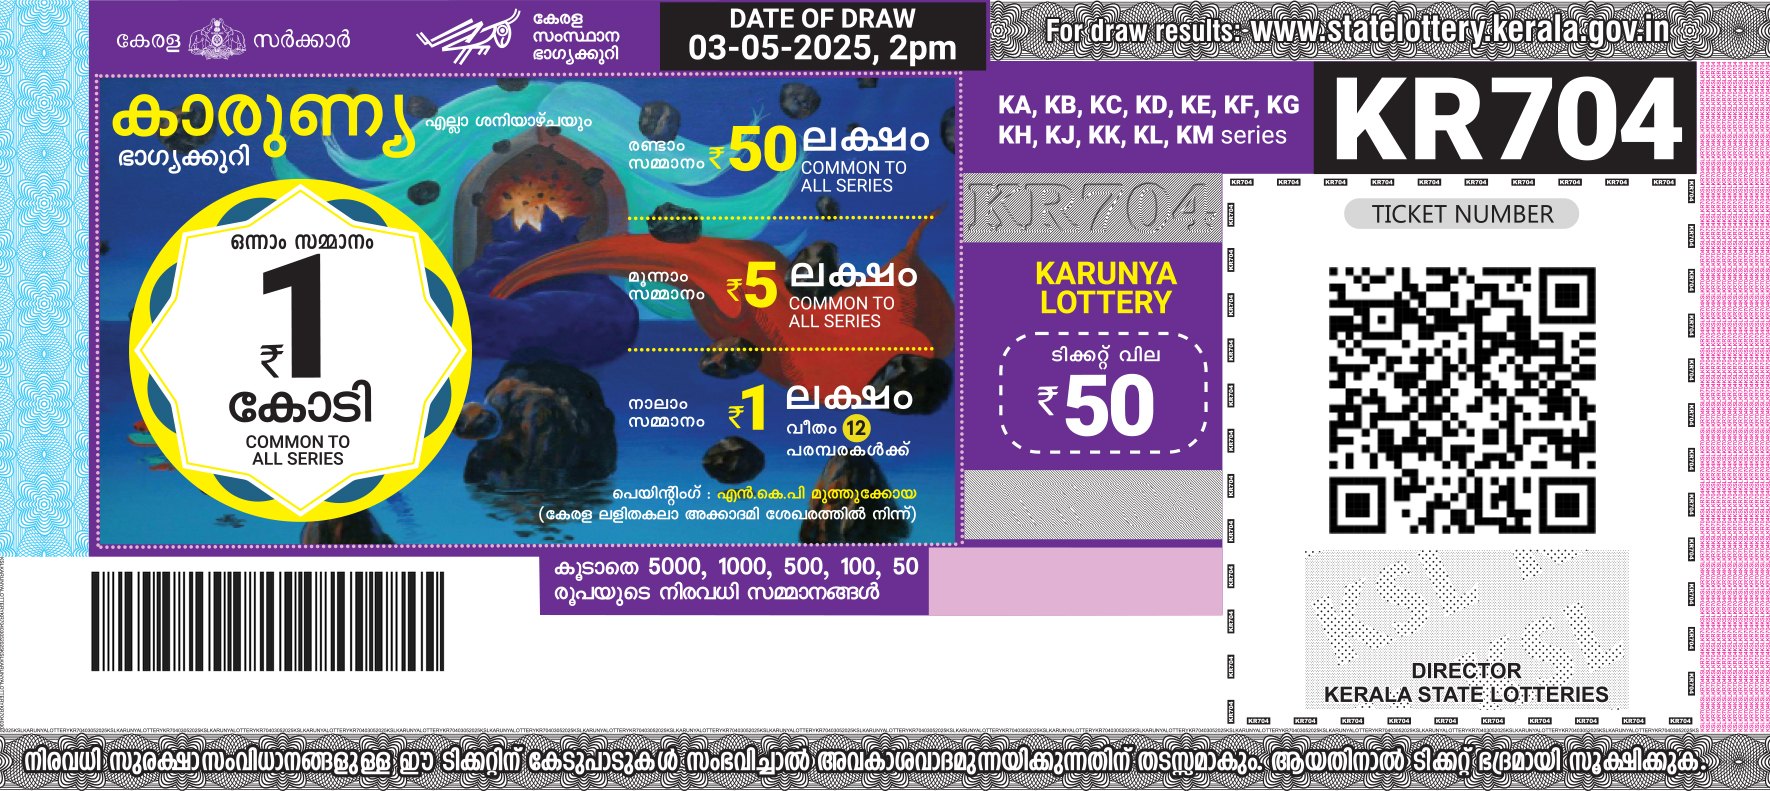 കേരള സർക്കാർ
കേരള
സംസ്ഥാന
ഭാഗ്യക്കുറി
DATE OF DRAW
03-05-2025, 2pm
For draw results:- www.statelottery.kerala.gov.in
കാരുണ്യ
ഭാഗ്യക്കുറി
എല്ലാ ശനിയാഴ്ചയും
ഒന്നാം സമ്മാനം
₹1
കോടി
COMMON TO
ALL SERIES
രണ്ടാം
സമ്മാനം ₹50 ലക്ഷം
COMMON TO
ALL SERIES
മൂന്നാം
സമ്മാനം ₹5 ലക്ഷം
COMMON TO
ALL SERIES
നാലാം
സമ്മാനം ₹1 ലക്ഷം
വീതം 12
പരമ്പരകൾക്ക്
പെയിന്റിംഗ് : എൻ.കെ.പി മുത്തുക്കോയ
(കേരള ലളിതകലാ അക്കാദമി ശേഖരത്തിൽ നിന്ന്)
കൂടാതെ 5000, 1000, 500, 100, 50
രൂപയുടെ നിരവധി സമ്മാനങ്ങൾ
KA, KB, KC, KD, KE, KF, KG
KH, KJ, KK, KL, KM series
KR704
KR704
KARUNYA
LOTTERY
ടിക്കറ്റ് വില
₹50
TICKET NUMBER
KSL
KSL
DIRECTOR
KERALA STATE LOTTERIES
നിരവധി സുരക്ഷാസംവിധാനങ്ങളുള്ള ഈ ടിക്കറ്റിന് കേടുപാടുകൾ സംഭവിച്ചാൽ അവകാശവാദമുന്നയിക്കുന്നതിന് തടസ്സമാകും. ആയതിനാൽ ടിക്കറ്റ് ഭദ്രമായി സൂക്ഷിക്കുക.